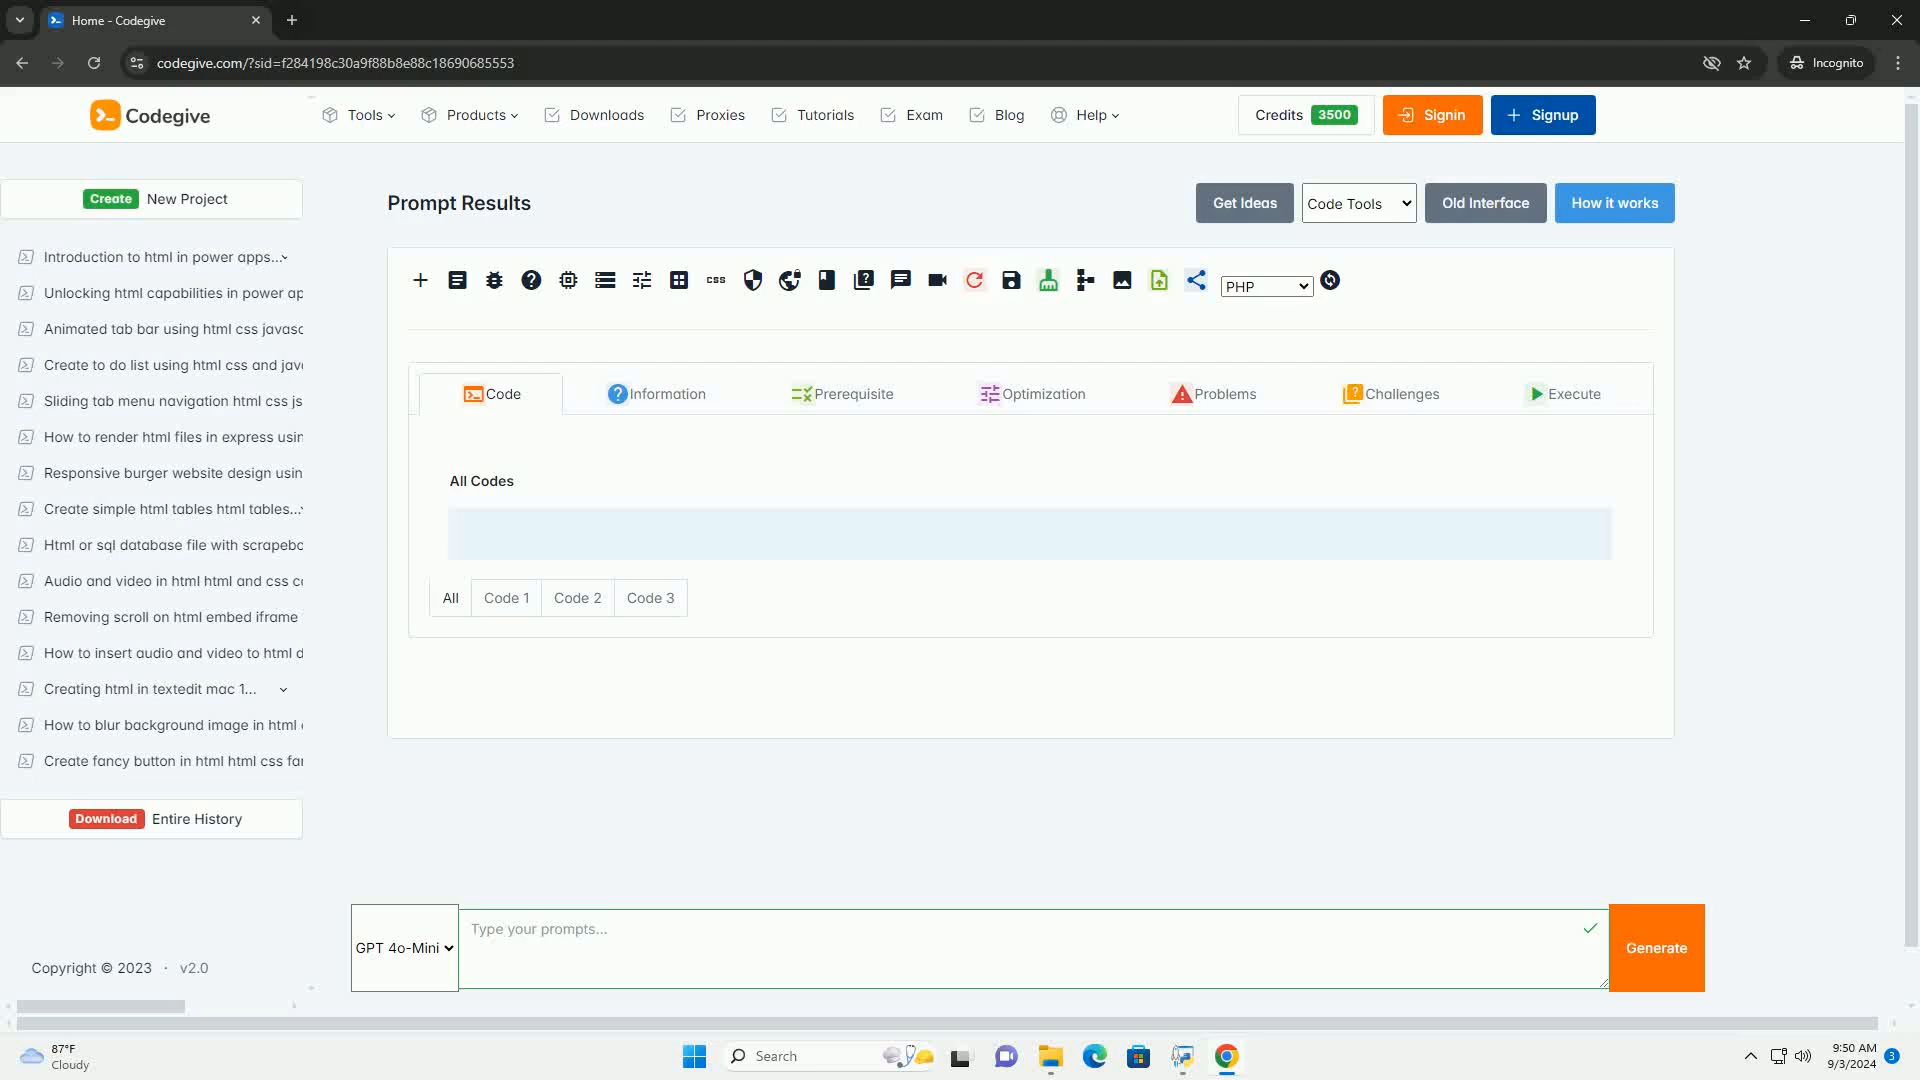 Home - Codegive
codegive.com/?sid=f284198c30a9f88b8e88c18690685553
Incognito
Codegive
Tools
Products
Downloads
Proxies
Tutorials
Exam
Blog
Help
Credits 3500
Signin
Signup
Create New Project
Prompt Results
Get Ideas
Code Tools
Old Interface
How it works
Introduction to html in power apps...
Unlocking html capabilities in power ap
Animated tab bar using html css javasc
Create to do list using html css and jav
Sliding tab menu navigation html css js
How to render html files in express usin
Responsive burger website design usin
Create simple html tables html tables...
Html or sql database file with scrapebo
Audio and video in html html and css c
Removing scroll on html embed iframe
How to insert audio and video to html d
Creating html in textedit mac 1...
How to blur background image in html
Create fancy button in html html css fa
Download Entire History
css
PHP
Code
Information
Prerequisite
Optimization
Problems
Challenges
Execute
All Codes
All
Code 1
Code 2
Code 3
GPT 4o-Mini
Type your prompts...
Generate
Copyright © 2023 · v2.0
87°F
Cloudy
Search
9:50 AM
9/3/2024
3